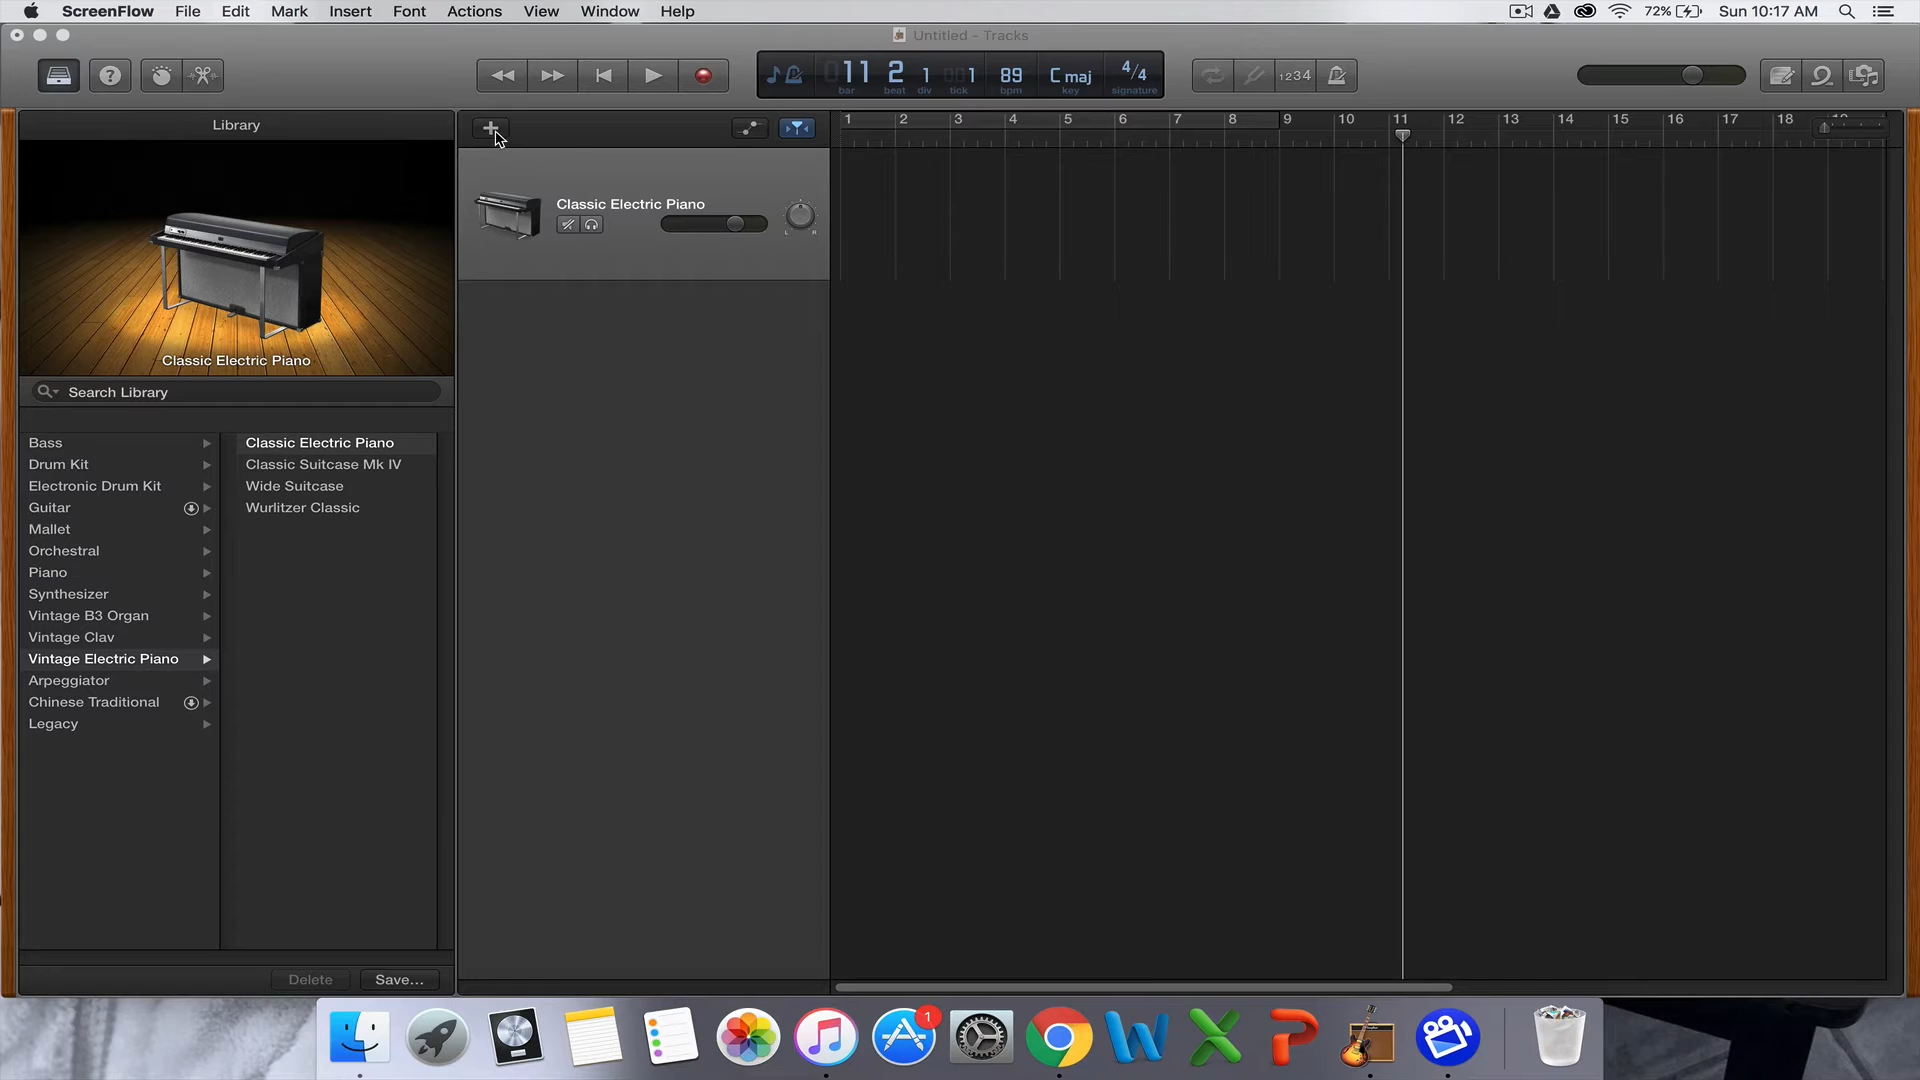 ScreenFlow File Edit Mark Insert Font Actions View Window Help 72% Sun 10:17 AM
Untitled - Tracks
11 2 1 1 89 C maj 4/4
bar beat div tick bpm key signature
1234
Library
1 2 3 4 5 6 7 8 9 10 11 12 13 14 15 16 17 18
Classic Electric Piano
L R
Classic Electric Piano
Search Library
Bass
Drum Kit
Electronic Drum Kit
Guitar
Mallet
Orchestral
Piano
Synthesizer
Vintage B3 Organ
Vintage Clav
Vintage Electric Piano
Arpeggiator
Chinese Traditional
Legacy
Classic Electric Piano
Classic Suitcase Mk IV
Wide Suitcase
Wurlitzer Classic
Delete Save...
1